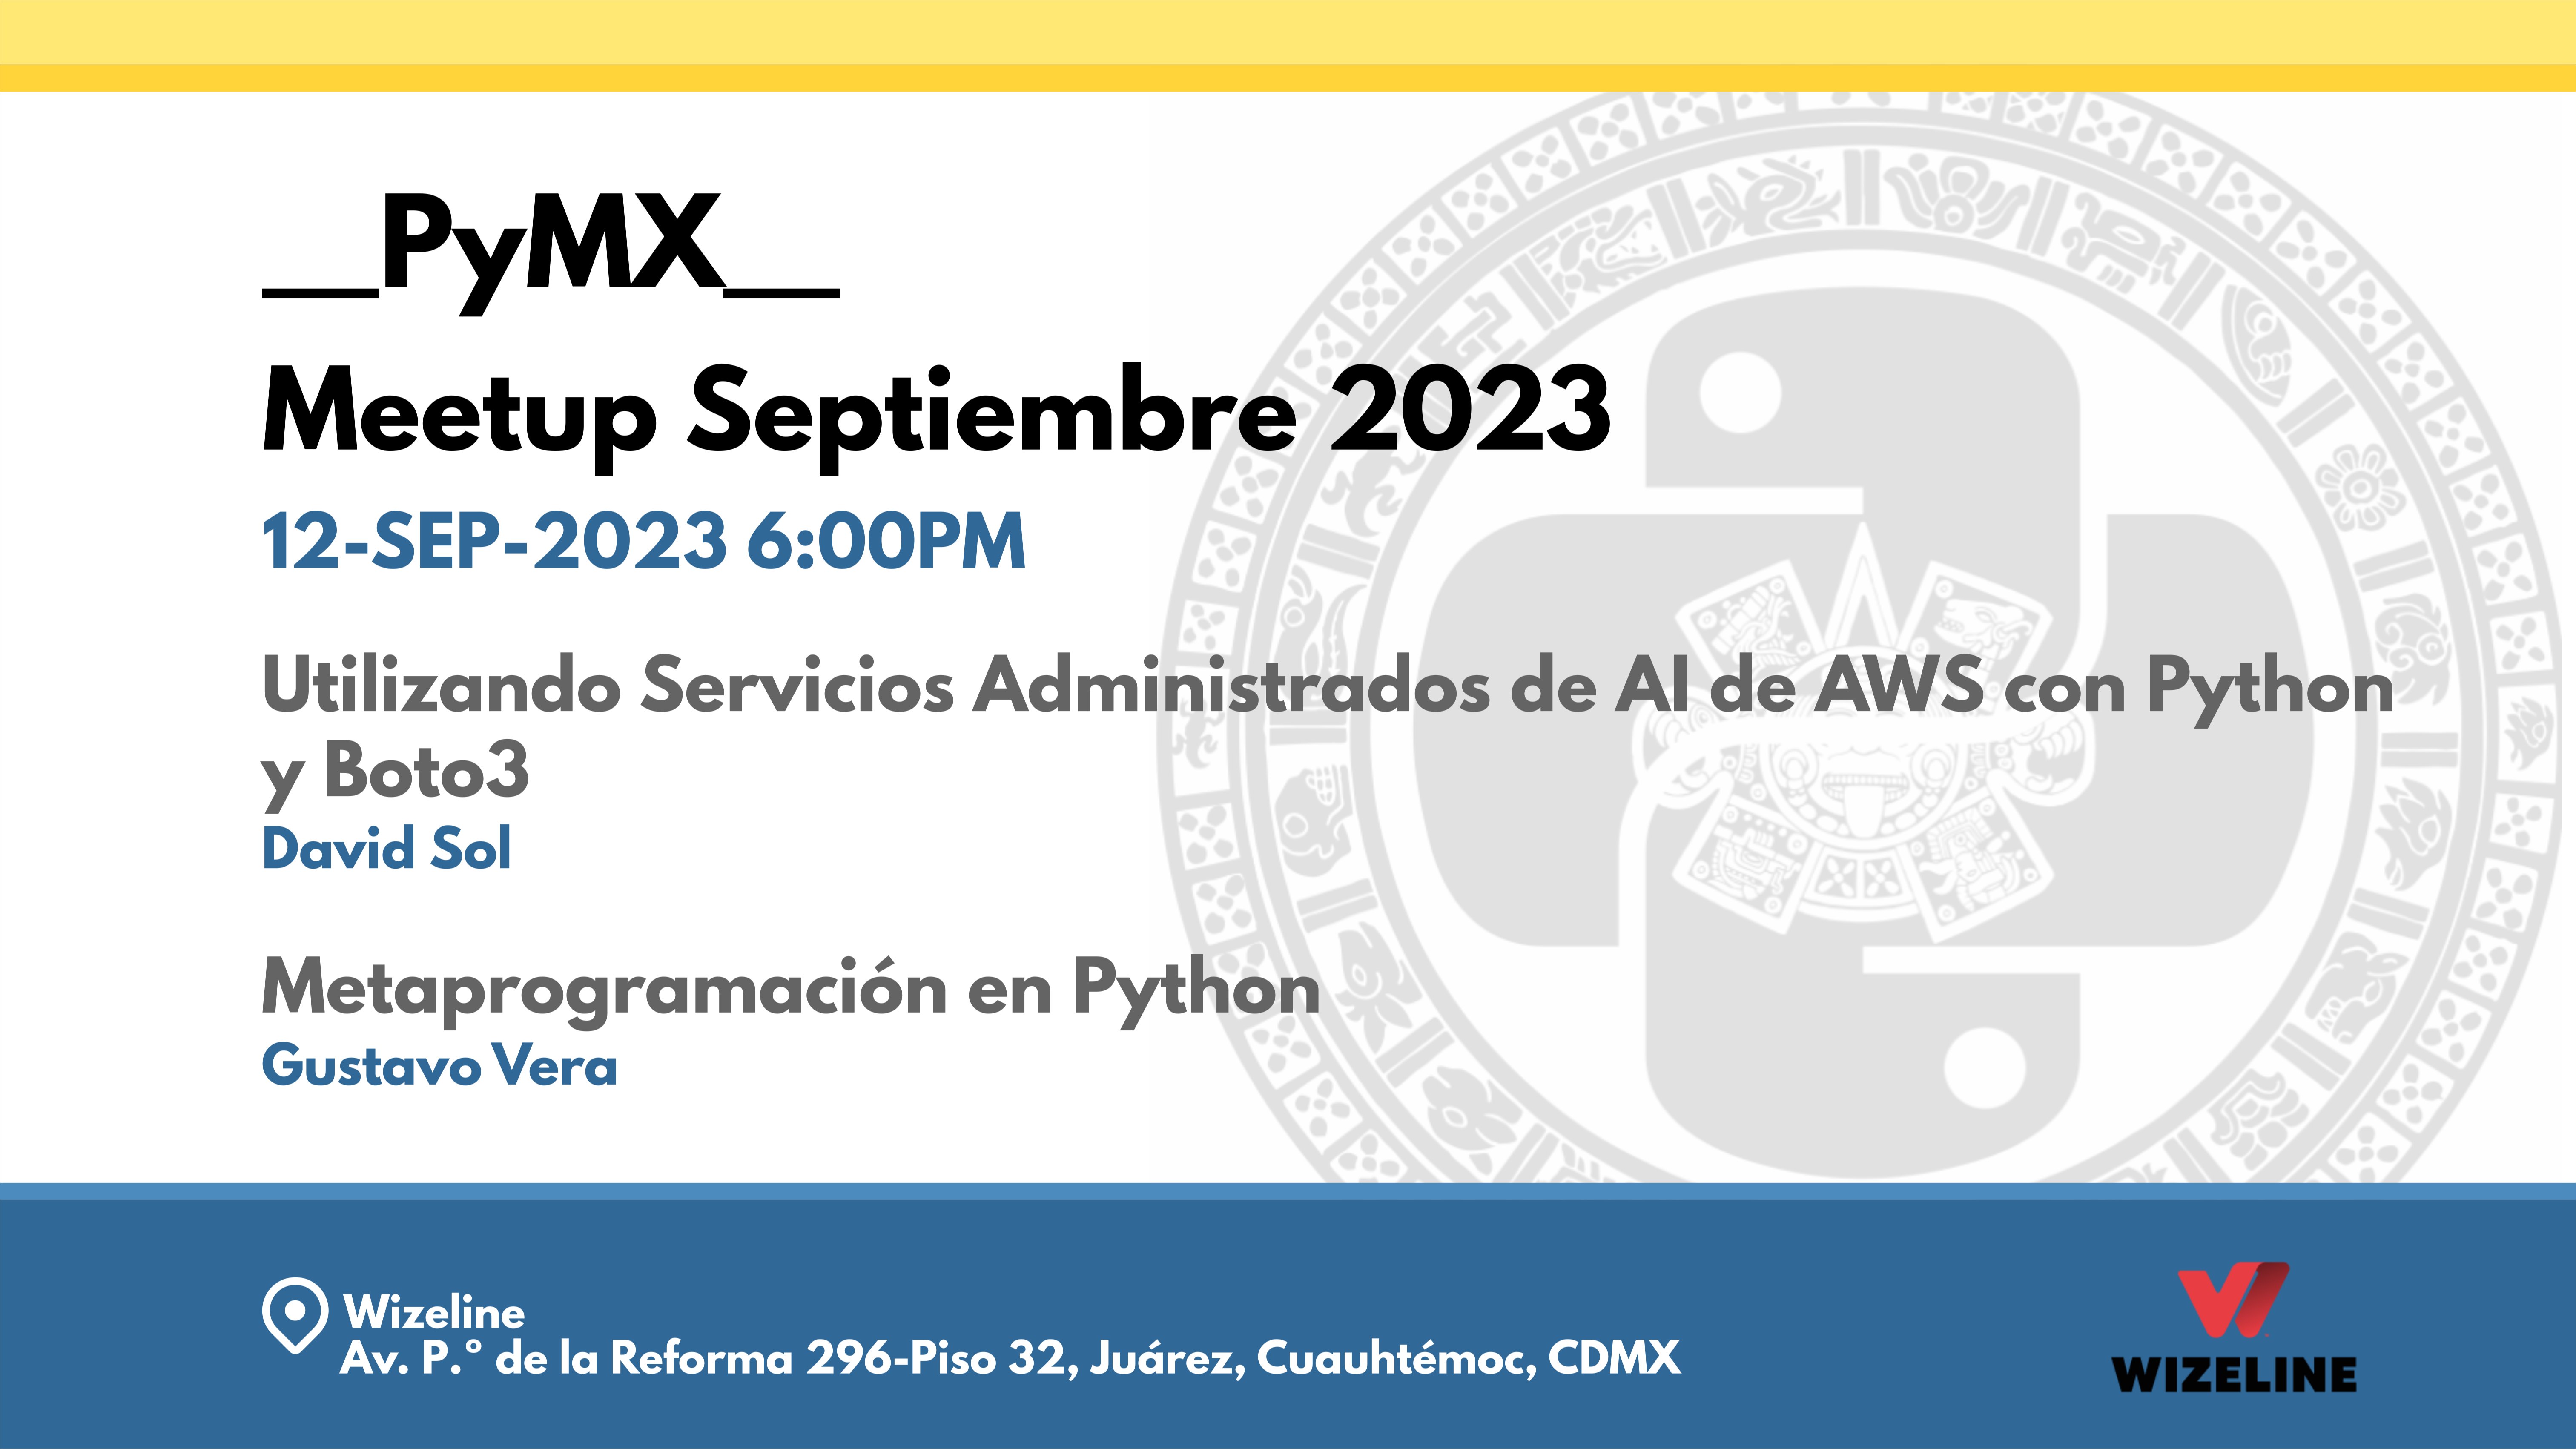 __PyMX__
Meetup Septiembre 2023
12-SEP-2023 6:00PM
Utilizando Servicios Administrados de AI de AWS con Python
y Boto3
David Sol
Metaprogramación en Python
Gustavo Vera
Wizeline
Av. P.º de la Reforma 296-Piso 32, Juárez, Cuauhtémoc, CDMX
WIZELINE